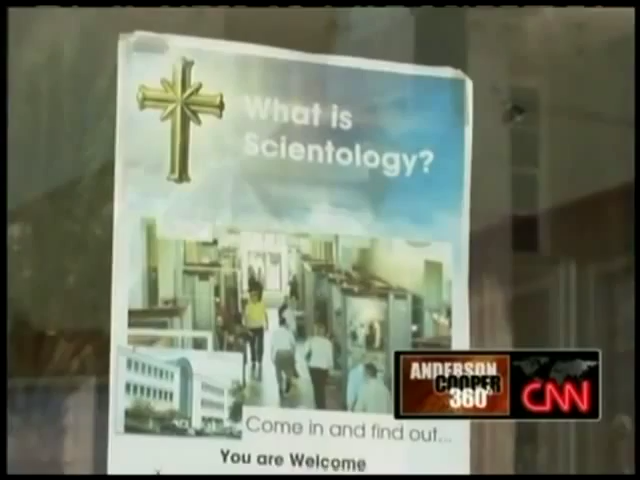 What is
Scientology?
Come in and find out...
You are Welcome
ANDERSON
COOPER
360°
CNN